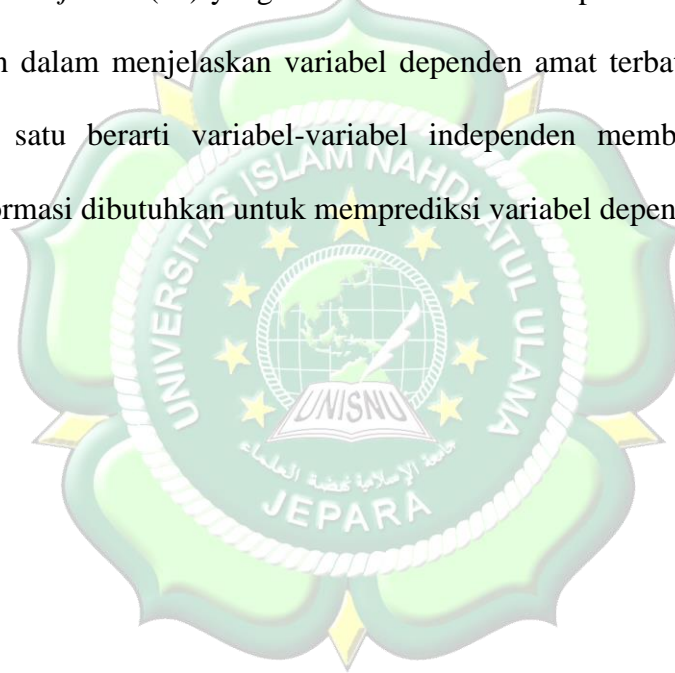 n dalam menjelaskan variabel dependen amat terba
satu berarti variabel-variabel independen memb
ormasi dibutuhkan untuk memprediksi variabel depen
UNIVERSITAS ISLAM NAHDLATUL ULAMA
UNISNU
JEPARA